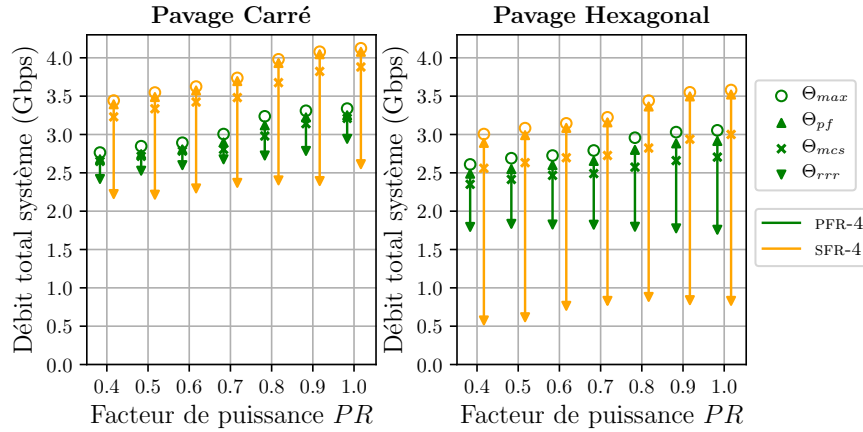 Pavage Carré
Débit total système (Gbps)
4.0
3.5
3.0
2.5
2.0
1.5
1.0
0.5
0.0
0.4 0.5 0.6 0.7 0.8 0.9 1.0
Facteur de puissance PR
Pavage Hexagonal
Débit total système (Gbps)
4.0
3.5
3.0
2.5
2.0
1.5
1.0
0.5
0.0
0.4 0.5 0.6 0.7 0.8 0.9 1.0
Facteur de puissance PR
Θmax
Θpf
Θmcs
Θrrr
PFR-4
SFR-4